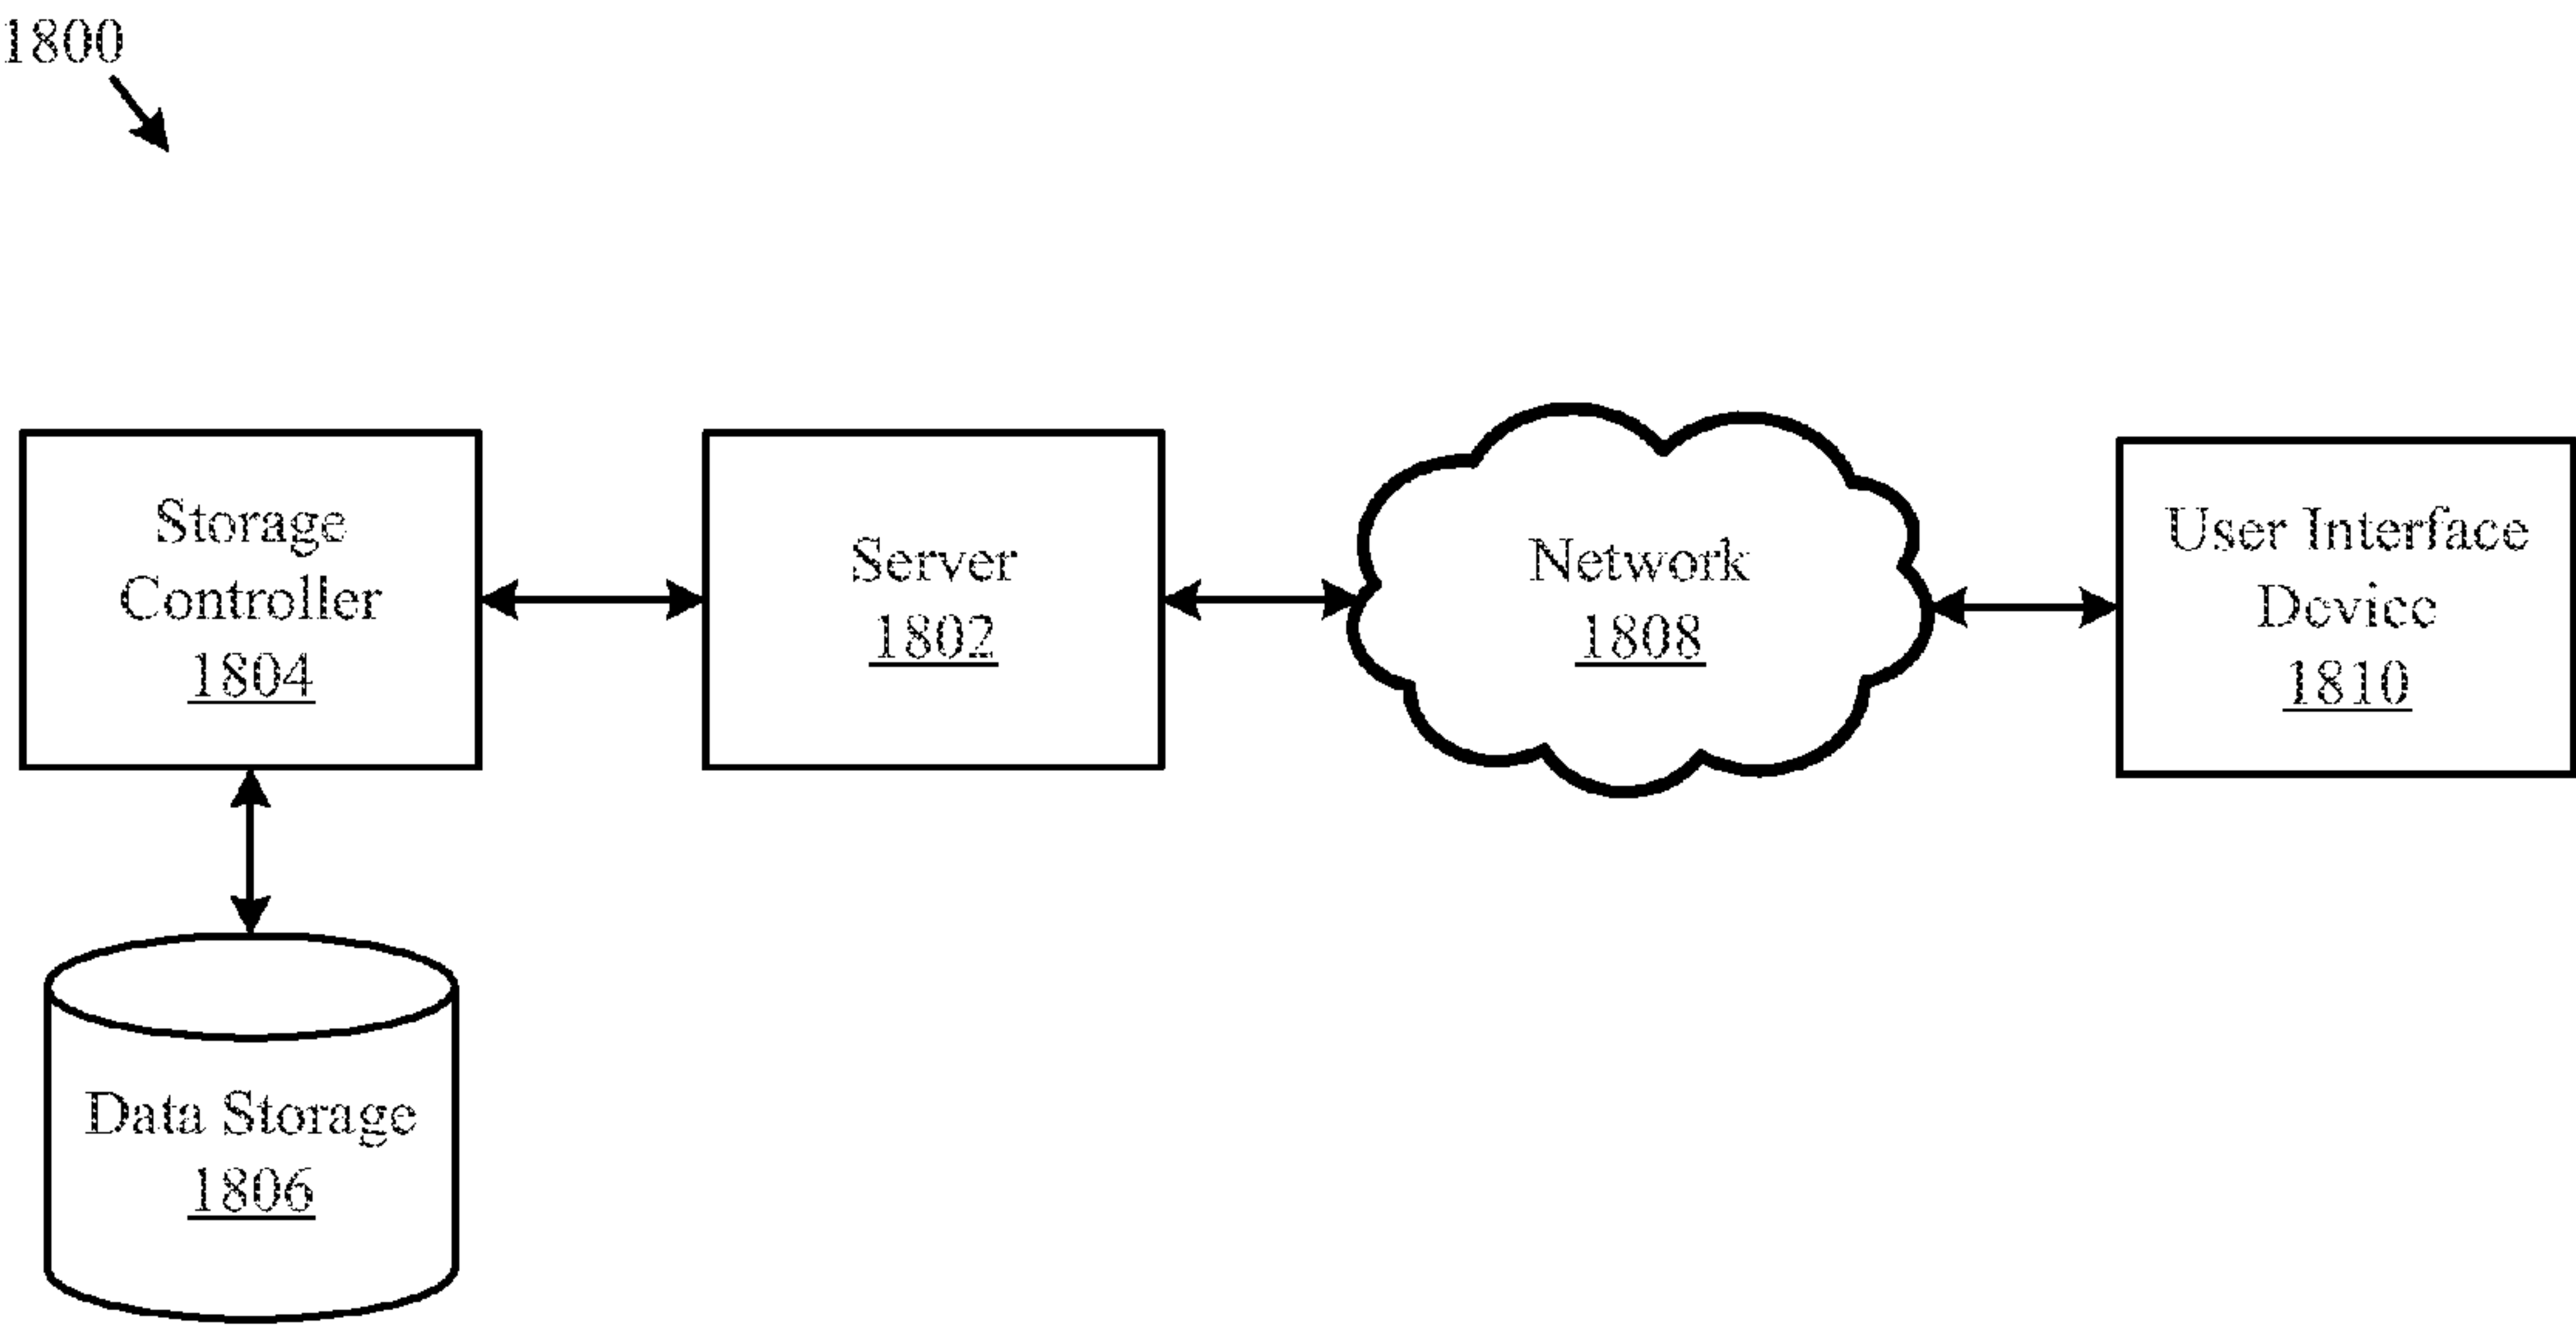 1800
Storage
Controller
1804
Server
1802
Network
1808
User Interface
Device
1810
Data Storage
1806